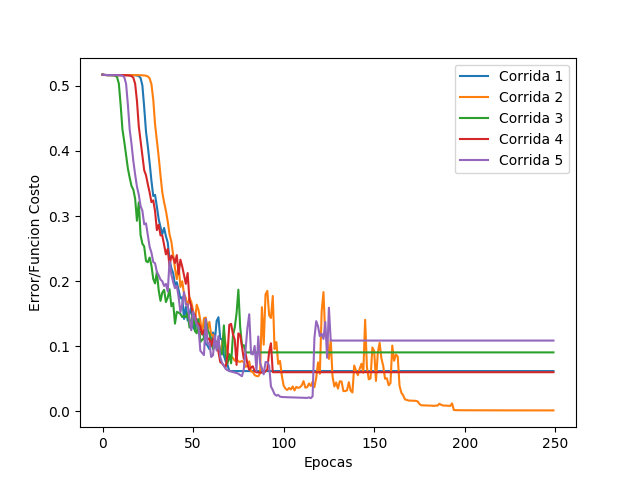 Corrida 1
Corrida 2
Corrida 3
Corrida 4
Corrida 5
Error/Funcion Costo
0.5
0.4
0.3
0.2
0.1
0.0
0 50 100 150 200 250
Epocas